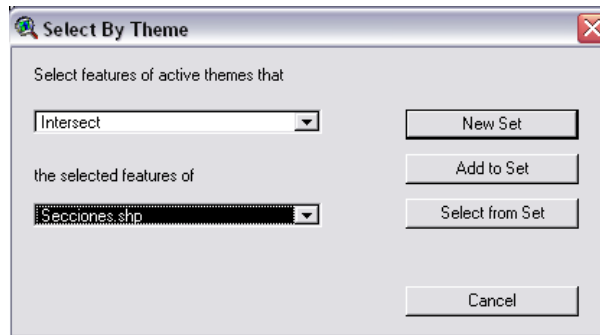 Select By Theme
Select features of active themes that
Intersect
New Set
the selected features of
Add to Set
Secciones.shp
Select from Set
Cancel